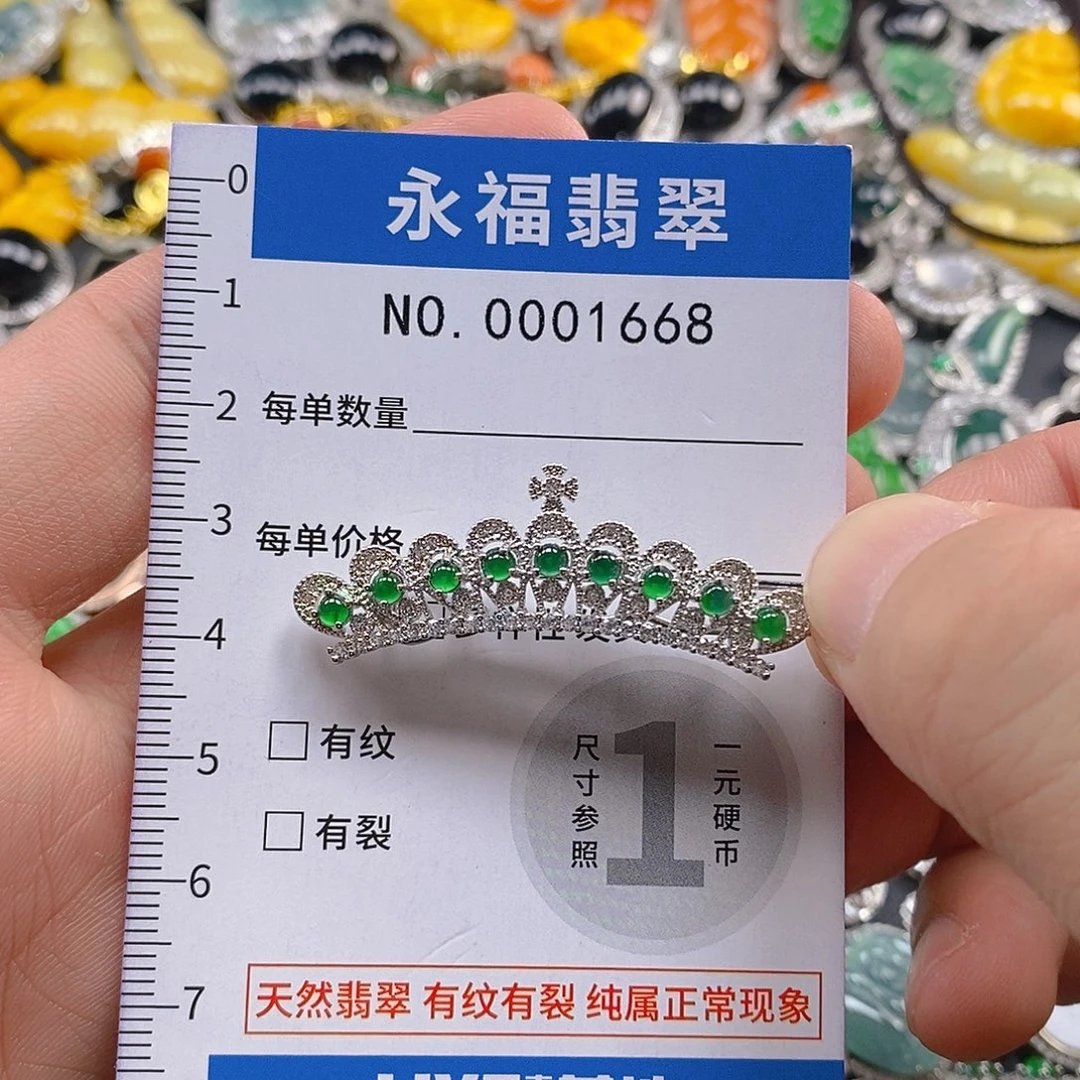 永福翡翠
NO. 0001668
0
1
2
3
4
5
6
7
每单数量
每单价格
有纹
有裂
尺寸参照
1
一元硬币
天然翡翠 有纹有裂 纯属正常现象